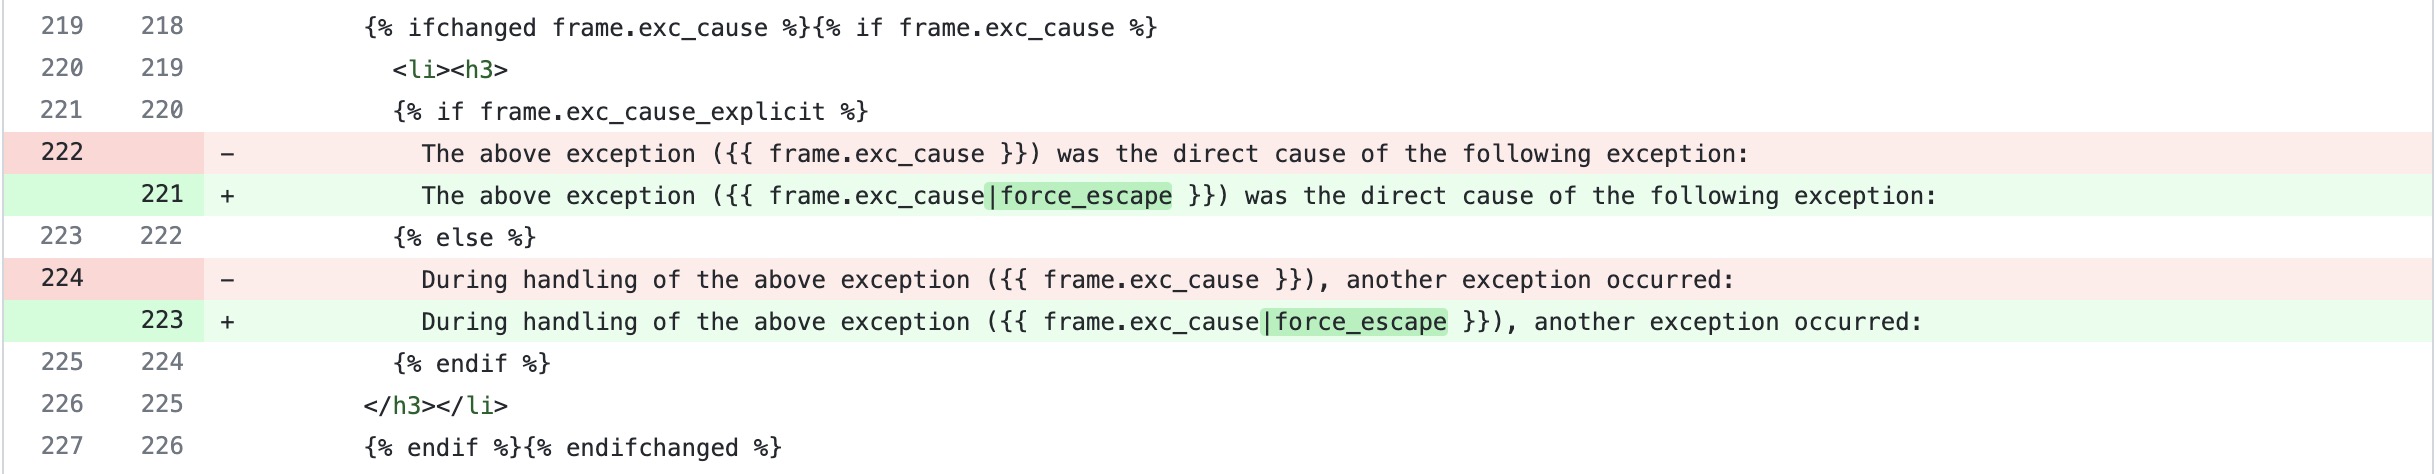 219 218 {% ifchanged frame.exc_cause %}{% if frame.exc_cause %}
220 219 <li><h3>
221 220 {% if frame.exc_cause_explicit %}
222 − The above exception ({{ frame.exc_cause }}) was the direct cause of the following exception:
221 + The above exception ({{ frame.exc_cause|force_escape }}) was the direct cause of the following exception:
223 222 {% else %}
224 − During handling of the above exception ({{ frame.exc_cause }}), another exception occurred:
223 + During handling of the above exception ({{ frame.exc_cause|force_escape }}), another exception occurred:
225 224 {% endif %}
226 225 </h3></li>
227 226 {% endif %}{% endifchanged %}